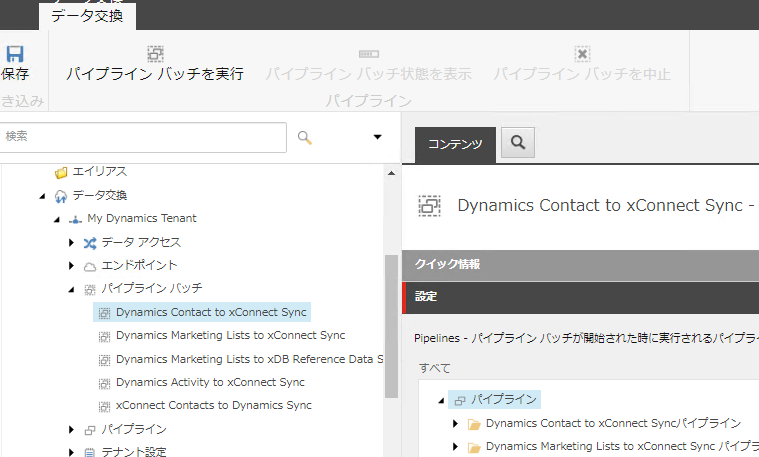 データ交換
保存
パイプライン バッチを実行
パイプライン バッチ状態を表示
パイプライン バッチを中止
き込み
パイプライン
検索
コンテンツ
エイリアス
データ交換
My Dynamics Tenant
データ アクセス
エンドポイント
パイプライン バッチ
Dynamics Contact to xConnect Sync
Dynamics Marketing Lists to xConnect Sync
Dynamics Marketing Lists to xDB Reference Data S
Dynamics Activity to xConnect Sync
xConnect Contacts to Dynamics Sync
パイプライン
テナント設定
Dynamics Contact to xConnect Sync -
クイック情報
設定
Pipelines - パイプライン バッチが開始された時に実行されるパイプライ
すべて
パイプライン
Dynamics Contact to xConnect Syncパイプライン
Dynamics Marketing Lists to xConnect Sync パイプラ